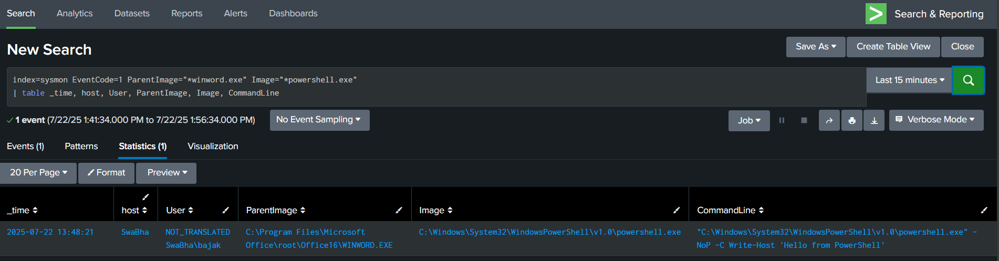 Search Analytics Datasets Reports Alerts Dashboards
Search & Reporting
New Search
Save As Create Table View Close
index=sysmon EventCode=1 ParentImage="*winword.exe" Image="*powershell.exe"
| table _time, host, User, ParentImage, Image, CommandLine
Last 15 minutes
1 event (7/22/25 1:41:34.000 PM to 7/22/25 1:56:34.000 PM)
No Event Sampling
Job
Verbose Mode
Events (1) Patterns Statistics (1) Visualization
20 Per Page Format Preview
_time host User ParentImage Image CommandLine
2025-07-22 13:48:21
SwaBha
NOT_TRANSLATED
SwaBha\bajak
C:\Program Files\Microsoft
Office\root\Office16\WINWORD.EXE
C:\Windows\System32\WindowsPowerShell\v1.0\powershell.exe
"C:\Windows\System32\WindowsPowerShell\v1.0\powershell.exe" -
NoP -C Write-Host 'Hello from PowerShell'